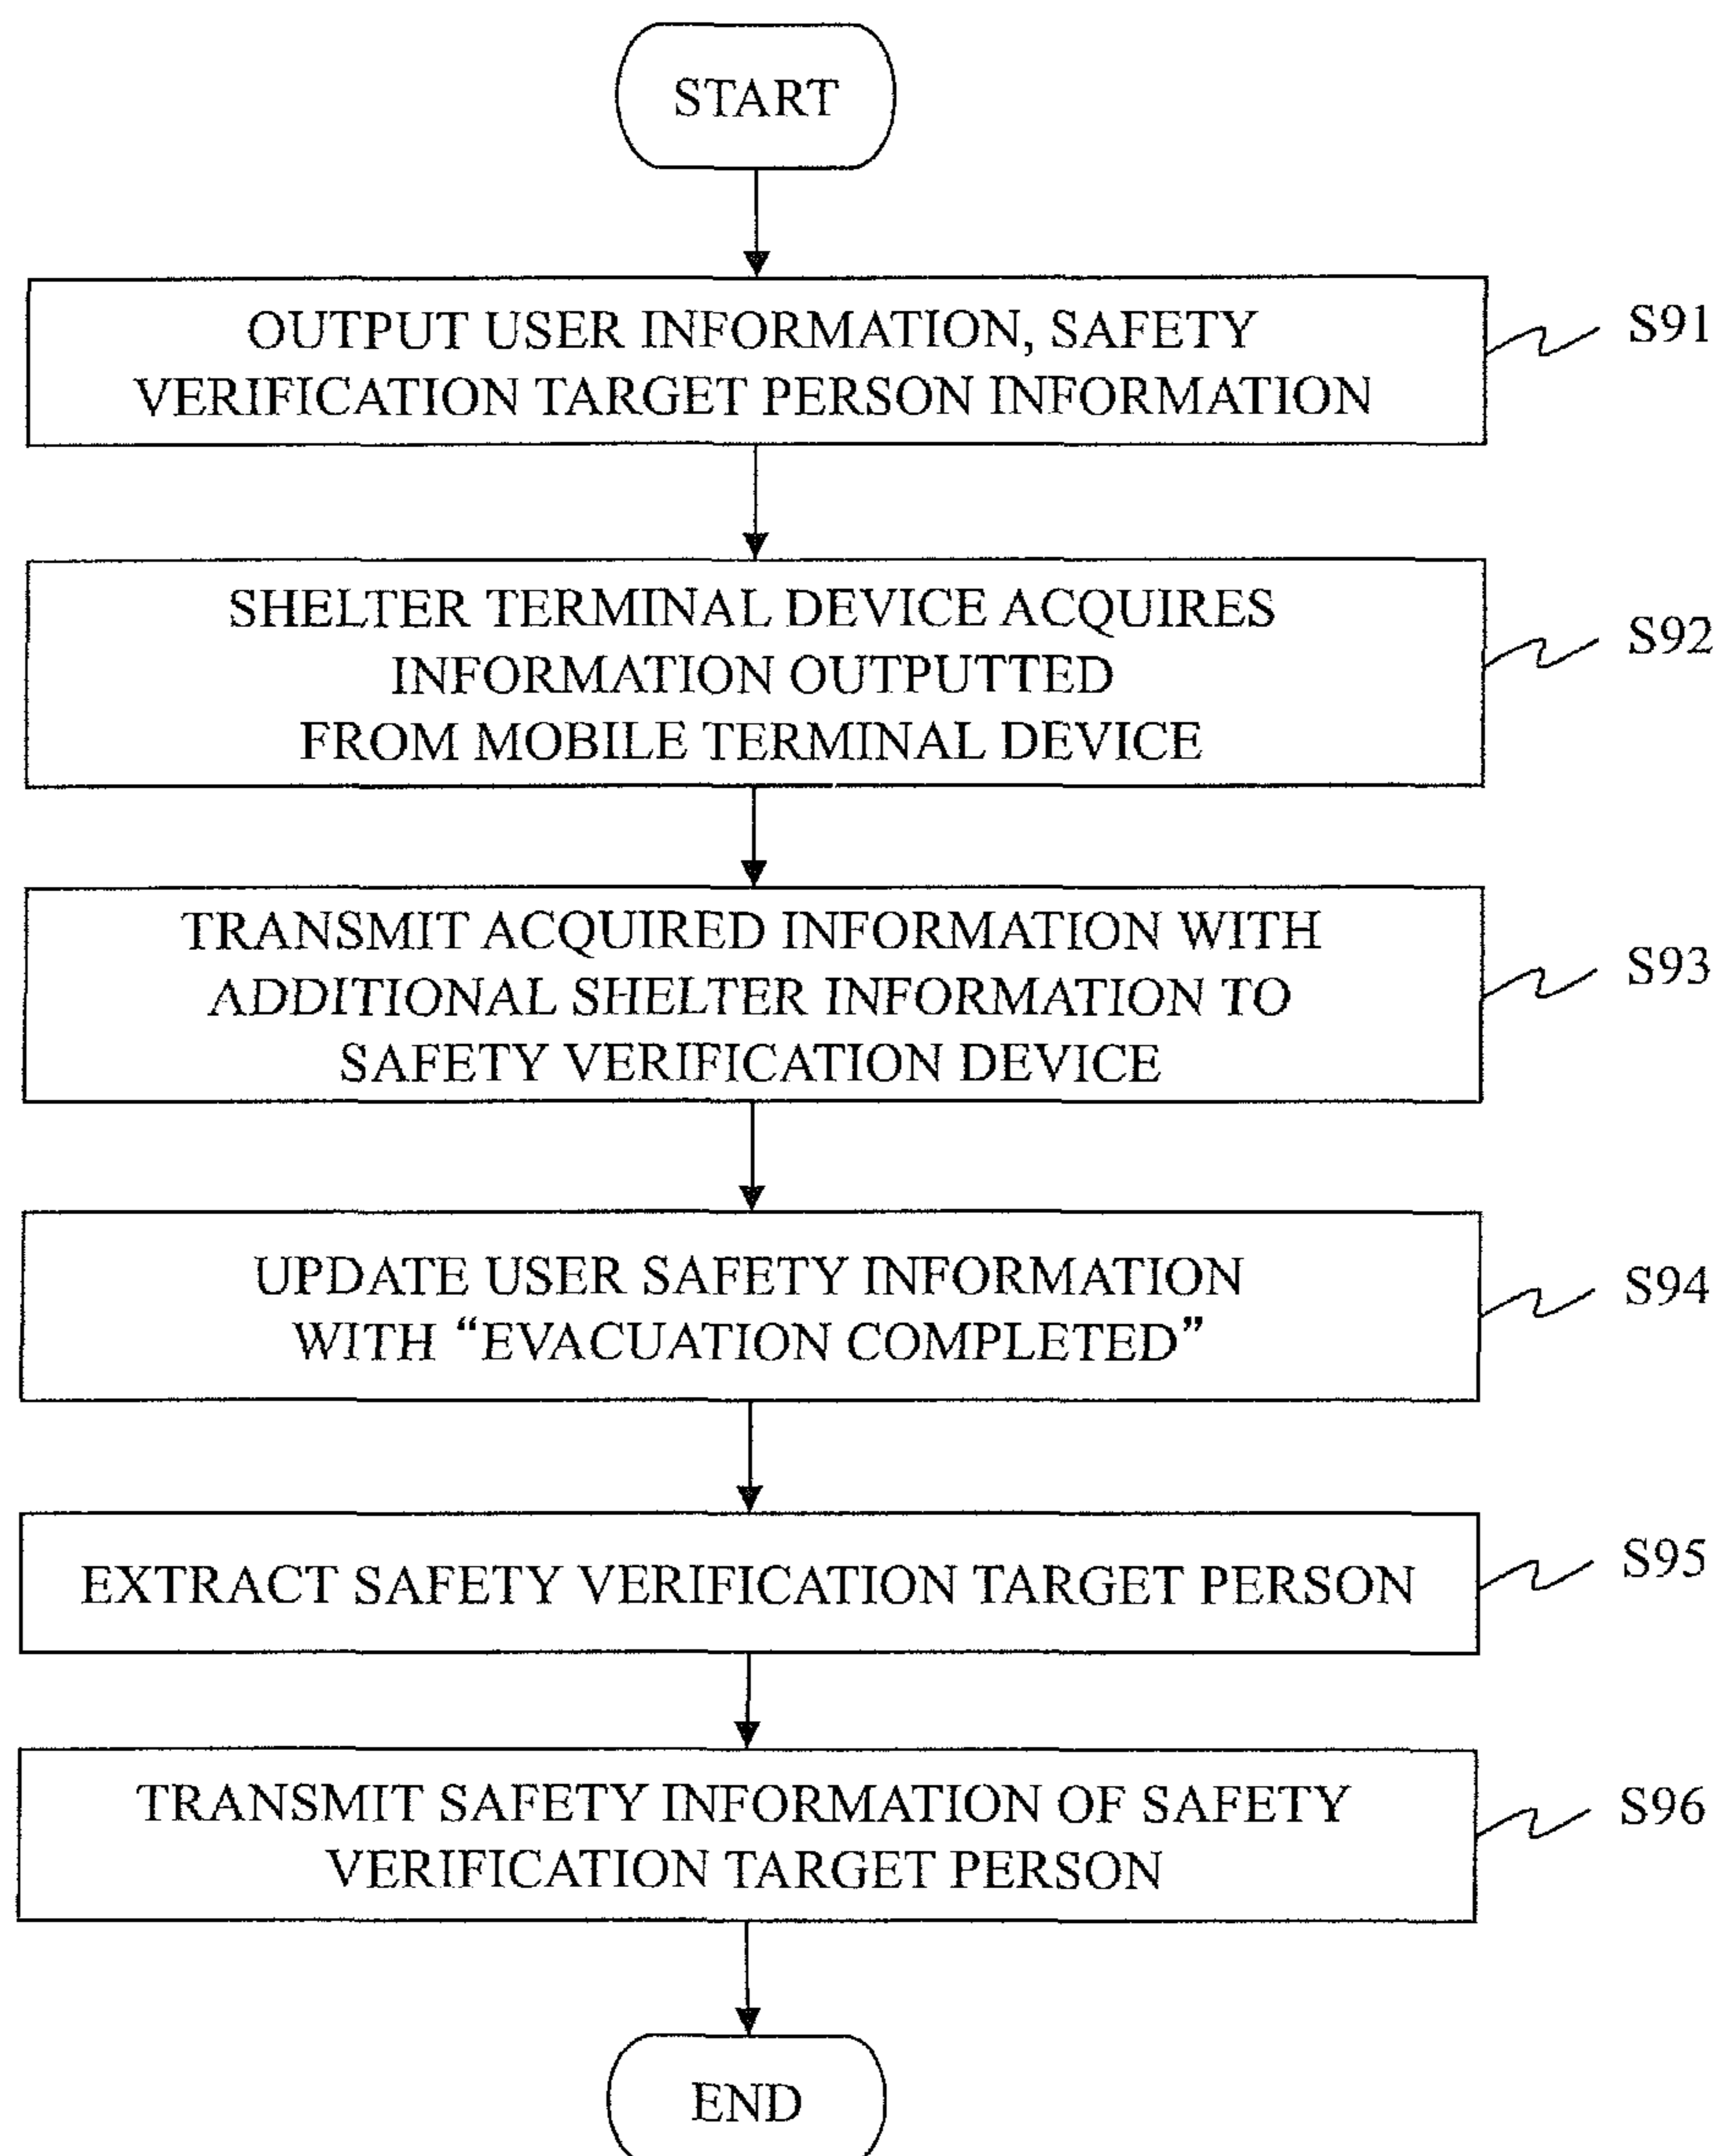 START
OUTPUT USER INFORMATION, SAFETY
VERIFICATION TARGET PERSON INFORMATION
S91
SHELTER TERMINAL DEVICE ACQUIRES
INFORMATION OUTPUTTED
FROM MOBILE TERMINAL DEVICE
S92
TRANSMIT ACQUIRED INFORMATION WITH
ADDITIONAL SHELTER INFORMATION TO
SAFETY VERIFICATION DEVICE
S93
UPDATE USER SAFETY INFORMATION
WITH “EVACUATION COMPLETED”
S94
EXTRACT SAFETY VERIFICATION TARGET PERSON
S95
TRANSMIT SAFETY INFORMATION OF SAFETY
VERIFICATION TARGET PERSON
S96
END